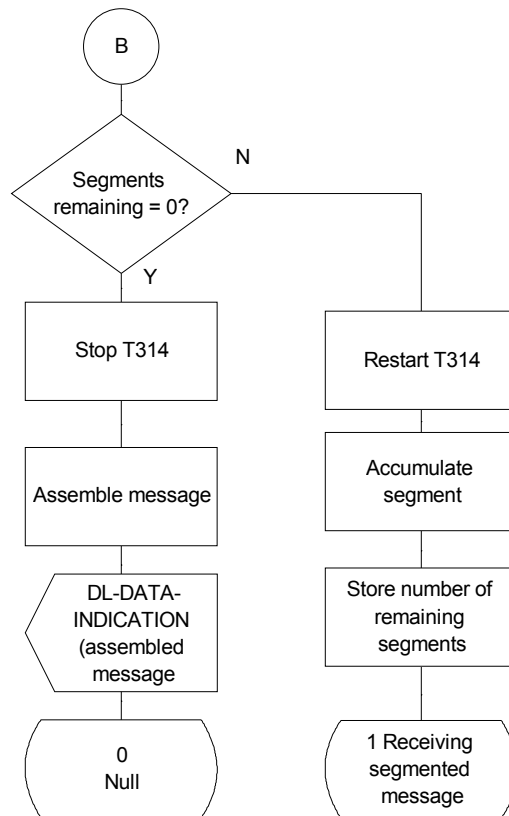 B
Segments
remaining = 0?
N
Y
Stop T314
Assemble message
DL-DATA-
INDICATION
(assembled
message
0
Null
Restart T314
Accumulate
segment
Store number of
remaining
segments
1 Receiving
segmented
message